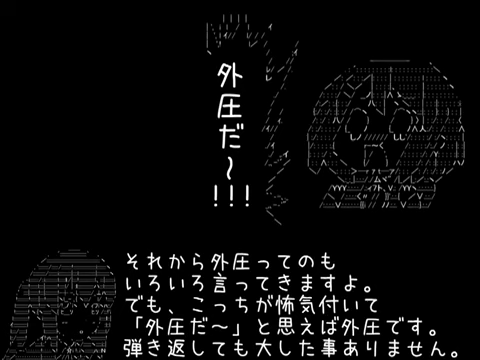 外圧だ～!!!
それから外圧ってのも
いろいろ言ってきますよ。
でも、こっちが怖気付いて
「外圧だ～」と思えば外圧です。
弾き返しても大した事ありません。